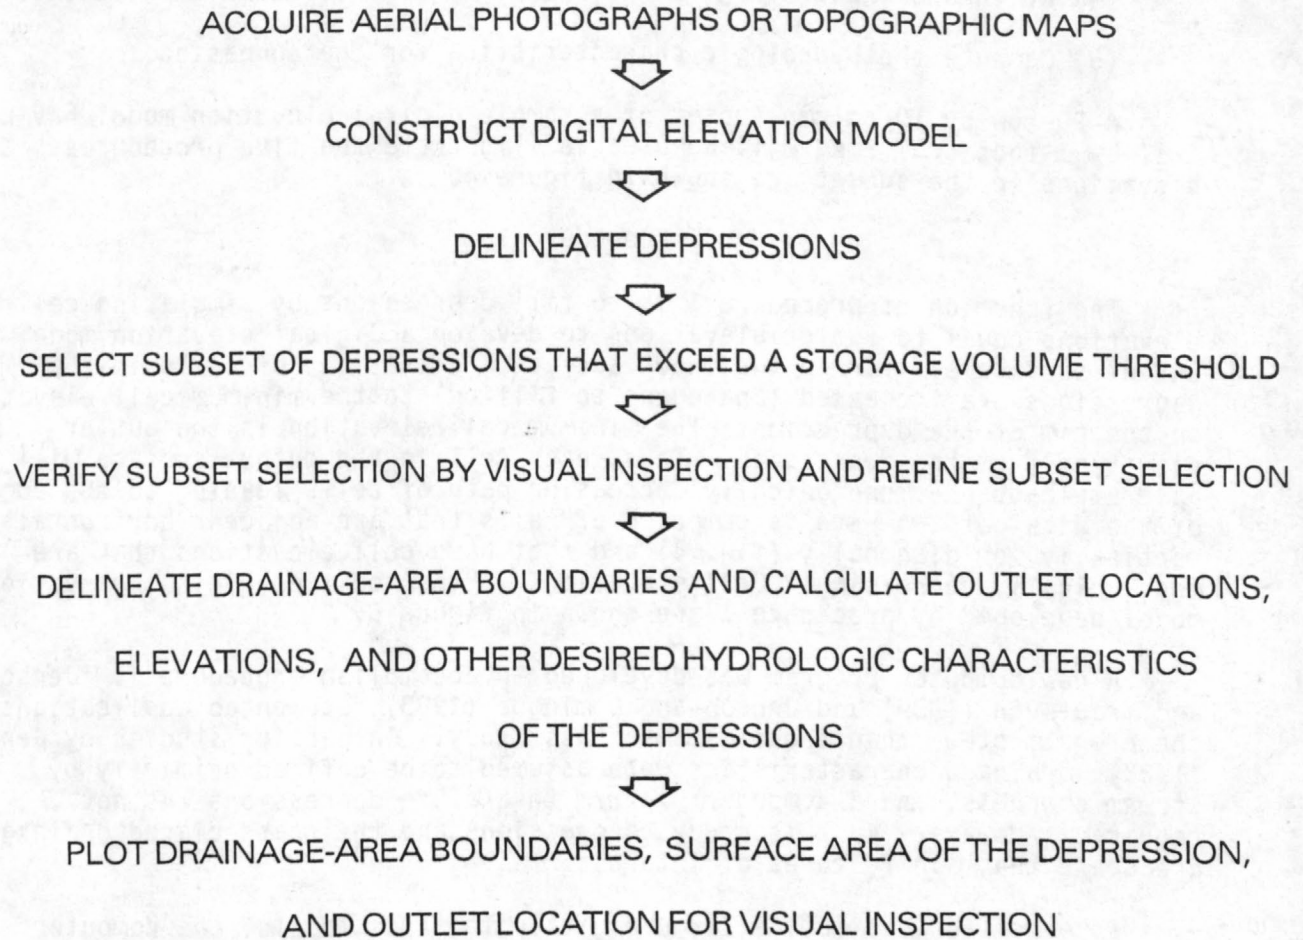 ACQUIRE AERIAL PHOTOGRAPHS OR TOPOGRAPHIC MAPS
CONSTRUCT DIGITAL ELEVATION MODEL
DELINEATE DEPRESSIONS
SELECT SUBSET OF DEPRESSIONS THAT EXCEED A STORAGE VOLUME THRESHOLD
VERIFY SUBSET SELECTION BY VISUAL INSPECTION AND REFINE SUBSET SELECTION
DELINEATE DRAINAGE-AREA BOUNDARIES, AND CALCULATE OUTLET LOCATIONS,
ELEVATIONS, AND OTHER DESIRED HYDROLOGIC CHARACTERISTICS
OF THE DEPRESSIONS
PLOT DRAINAGE-AREA BOUNDARIES, SURFACE AREA OF THE DEPRESSION,
AND OUTLET LOCATION FOR VISUAL INSPECTION